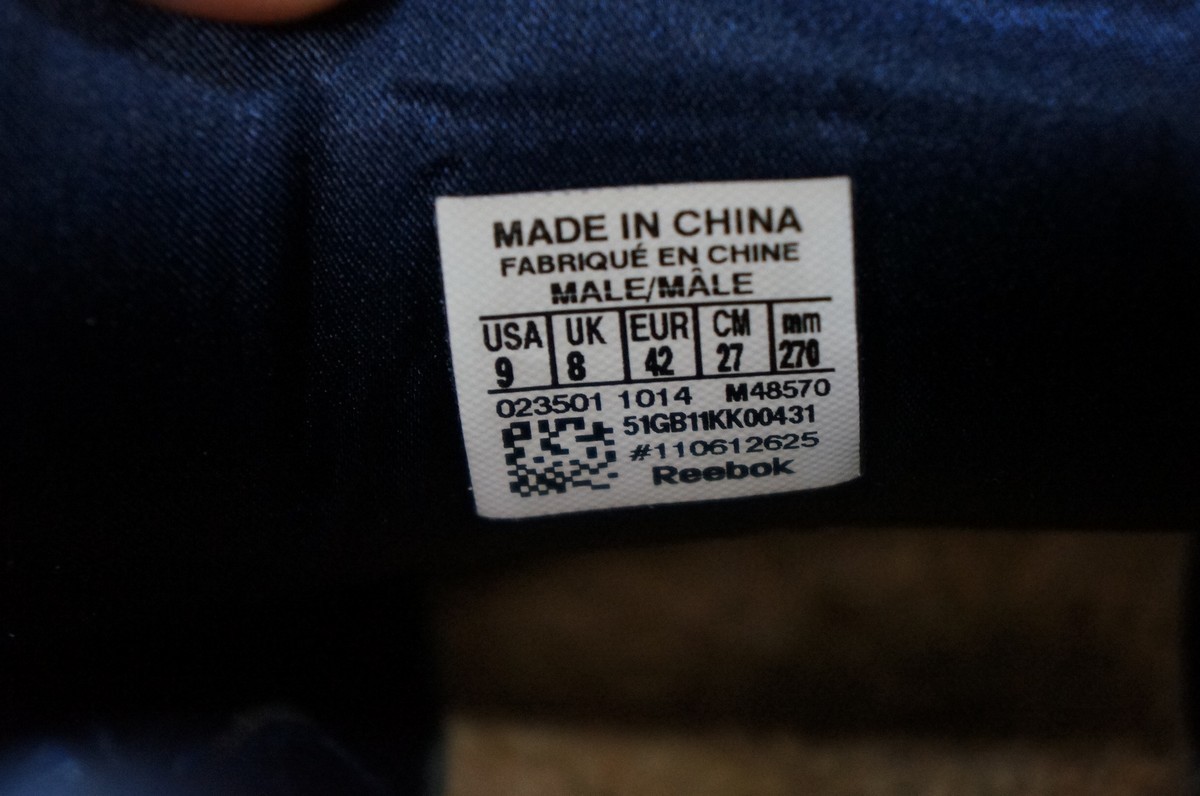 MADE IN CHINA
FABRIQUÉ EN CHINE
MALE/MÂLE
USA UK EUR CM mm
9 8 42 27 270
023501 1014 M48570
51GB11KK00431
#110612625
Reebok